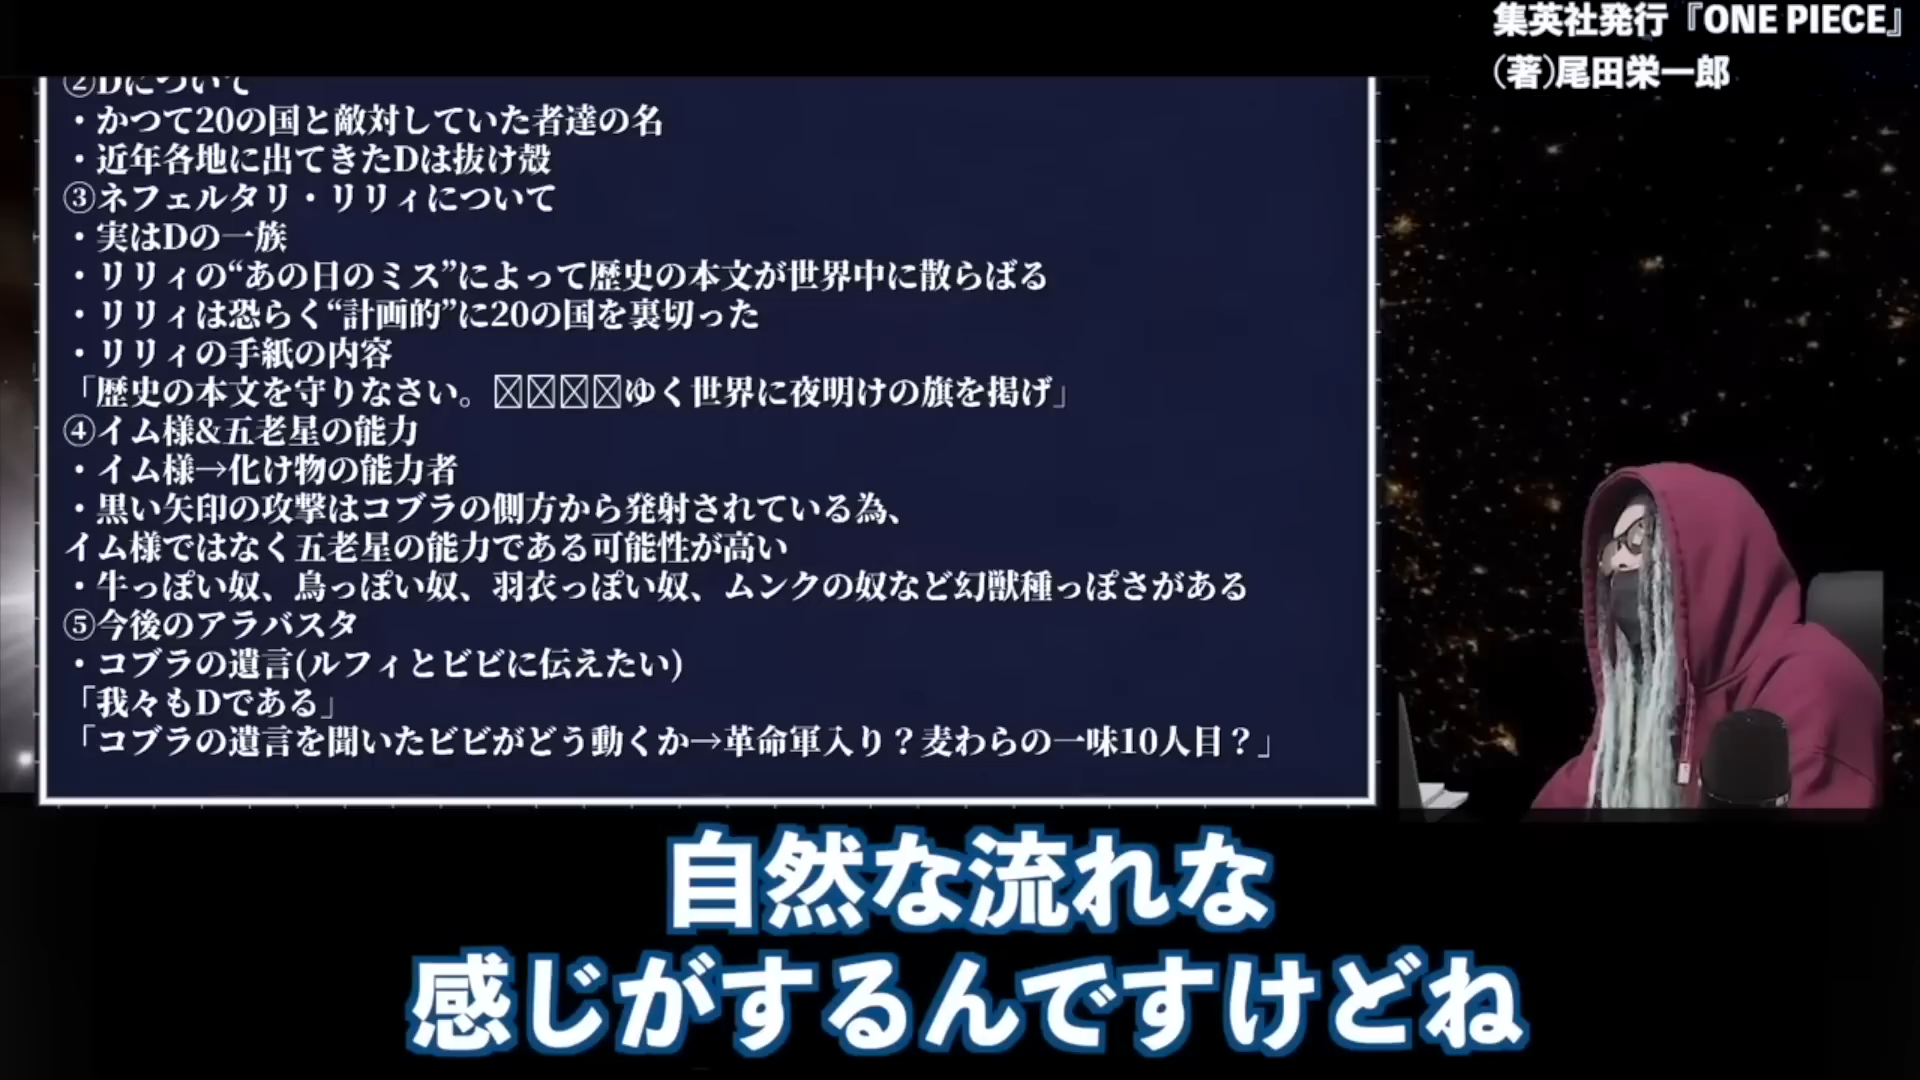 集英社発行『ONE PIECE』
(著)尾田栄一郎
②Dについて
・かつて20の国と敵対していた者達の名
・近年各地に出てきたDは抜け殻
③ネフェルタリ・リリィについて
・実はDの一族
・リリィの“あの日のミス”によって歴史の本文が世界中に散らばる
・リリィは恐らく“計画的”に20の国を裏切った
・リリィの手紙の内容
「歴史の本文を守りなさい。☒☒☒☒ゆく世界に夜明けの旗を掲げ」
④イム様&五老星の能力
・イム様→化け物の能力者
・黒い矢印の攻撃はコブラの側方から発射されている為、
イム様ではなく五老星の能力である可能性が高い
・牛っぽい奴、鳥っぽい奴、羽衣っぽい奴、ムンクの奴など幻獣種っぽさがある
⑤今後のアラバスタ
・コブラの遺言(ルフィとビビに伝えたい)
「我々もDである」
「コブラの遺言を聞いたビビがどう動くか→革命軍入り？麦わらの一味10人目？」
自然な流れな
感じがするんですけどね